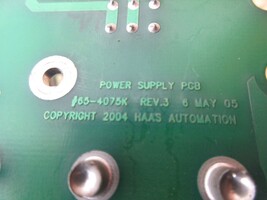 POWER SUPPLY PCB
65-4075K REV.3 6 MAY 05
COPYRIGHT 2004 HAAS AUTOMATION